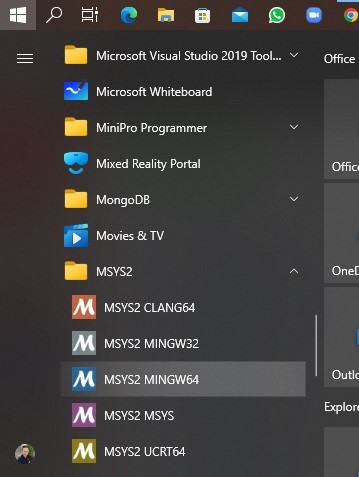 Microsoft Visual Studio 2019 Tool...
Office
Microsoft Whiteboard
MiniPro Programmer
Mixed Reality Portal
Office
MongoDB
Movies & TV
MSYS2
OneD
MSYS2 CLANG64
MSYS2 MINGW32
MSYS2 MINGW64
Outlo
MSYS2 MSYS
Explore
MSYS2 UCRT64